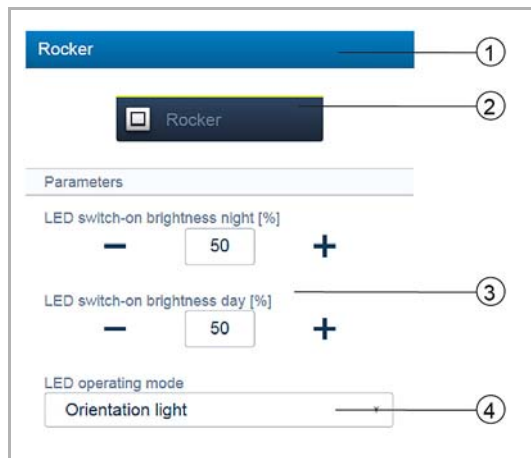 Rocker
1
Rocker
2
Parameters
LED switch-on brightness night [%]
50
3
LED switch-on brightness day [%]
50
LED operating mode
Orientation light
4